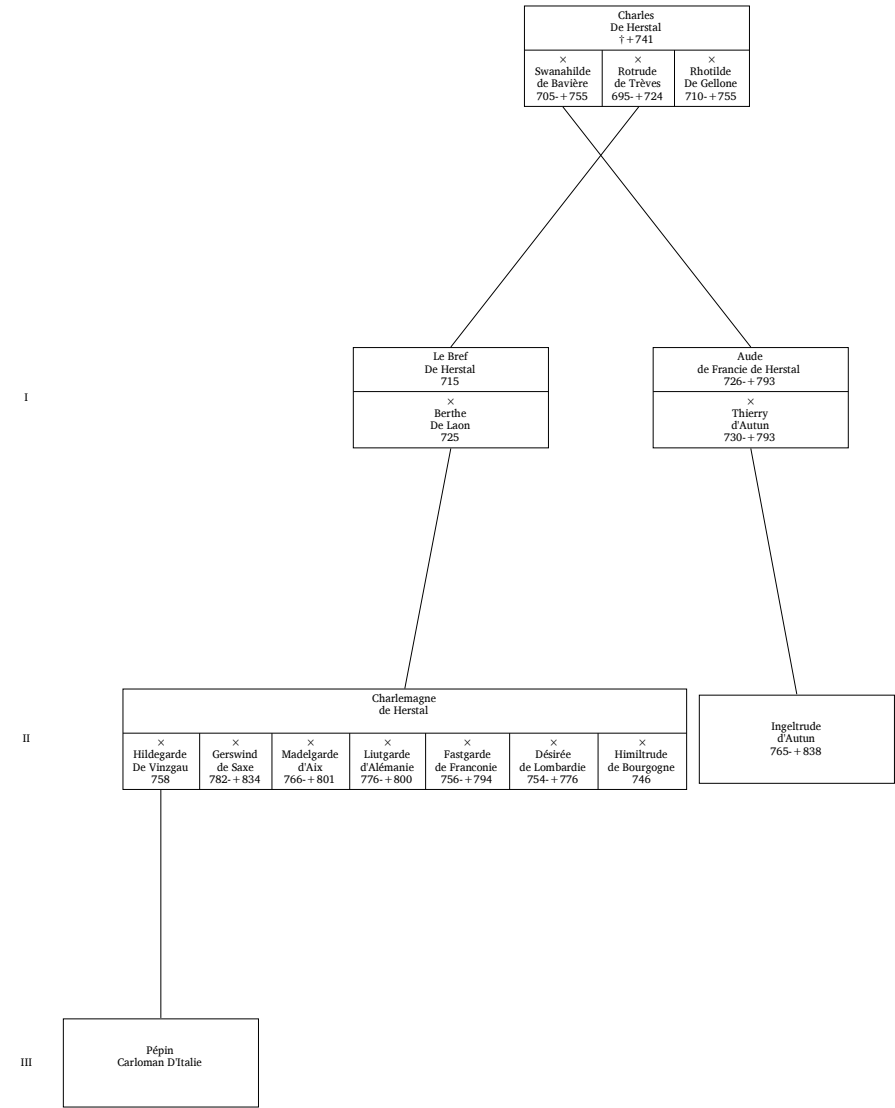 Charles
De Herstal
†+741
×
Swanahilde
de Bavière
705-+755
×
Rotrude
de Trèves
695-+724
×
Rhotilde
De Gellone
710-+755
I
Le Bref
De Herstal
715
×
Berthe
De Laon
725
Aude
de Francie de Herstal
726-+793
×
Thierry
d'Autun
730-+793
II
Charlemagne
de Herstal
×
Hildegarde
De Vinzgau
758
×
Gerswind
de Saxe
782-+834
×
Madelgarde
d'Aix
766-+801
×
Liutgarde
d'Alémanie
776-+800
×
Fastgarde
de Franconie
756-+794
×
Désirée
de Lombardie
754-+776
×
Himiltrude
de Bourgogne
746
Ingeltrude
d'Autun
765-+838
III
Pépin
Carloman D'Italie